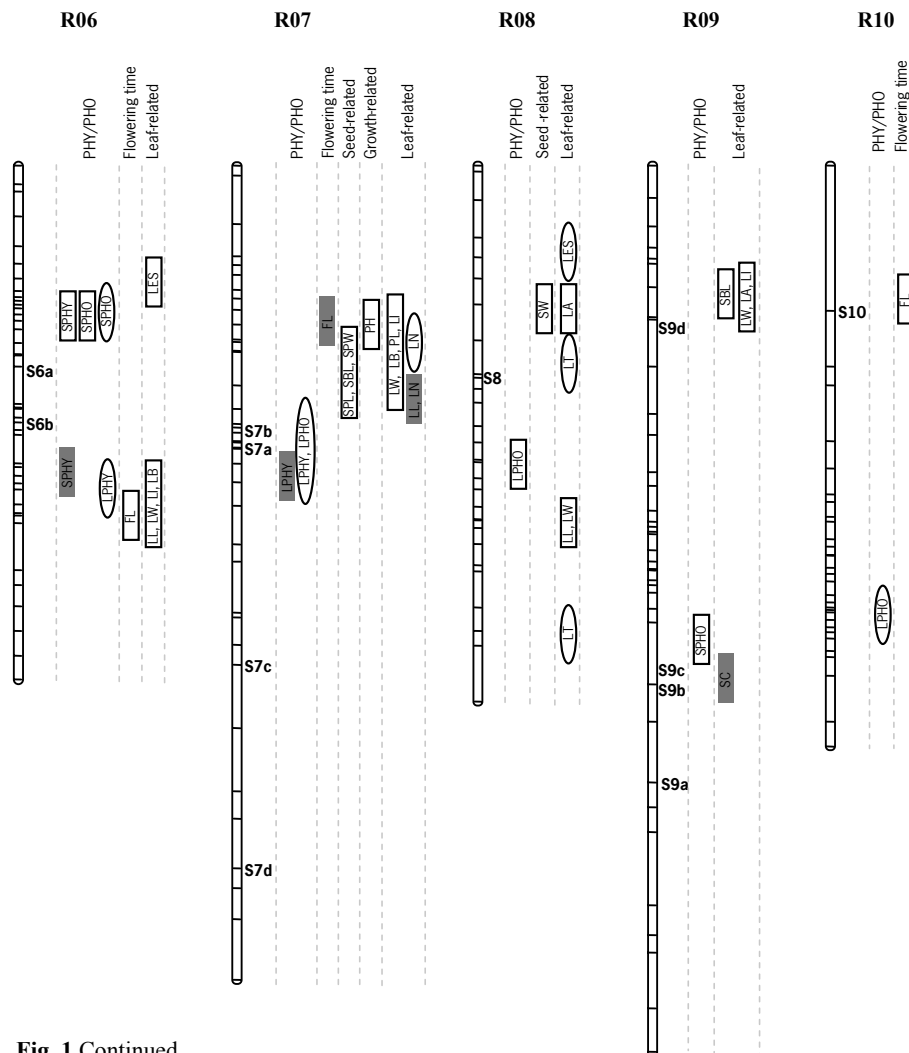 R06
R07
R08
R09
R10
PHY/PHO
Flowering time
Leaf-related
PHY/PHO
Flowering time
Seed-related
Growth-related
Leaf-related
PHY/PHO
Seed -related
Leaf-related
PHY/PHO
Leaf-related
PHY/PHO
Flowering time
SPHY
SPHO
SPHO
LES
S6a
S6b
SPHY
LPHY
FL
LL, LW, LI, LB
FL
SPL, SBL, SPW
PH
LW, LB, PL, LI
LN
LL, LN
S7b
S7a
LPHY
LPHY, LPHO
S7c
S7d
LES
SW
LA
LT
S8
LPHO
LL, LW
LT
SBL
LW, LA, LI
S9d
SPHO
SC
S9c
S9b
S9a
FL
S10
LPHO
Fig. 1 Continued